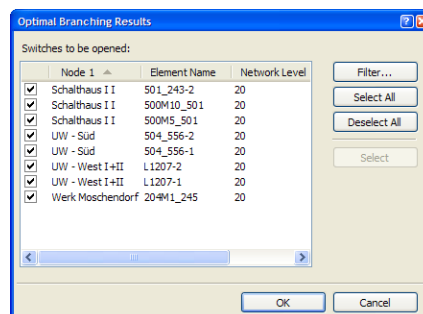 Optimal Branching Results
Switches to be opened:
Node 1 Element Name Network Level
Schalthaus I I 501_243-2 20
Schalthaus I I 500M10_501 20
Schalthaus I I 500M5_501 20
UW - Süd 504_556-2 20
UW - Süd 504_556-1 20
UW - West I+II L1207-2 20
UW - West I+II L1207-1 20
Werk Moschendorf 204M1_245 20
Filter...
Select All
Deselect All
Select
OK
Cancel